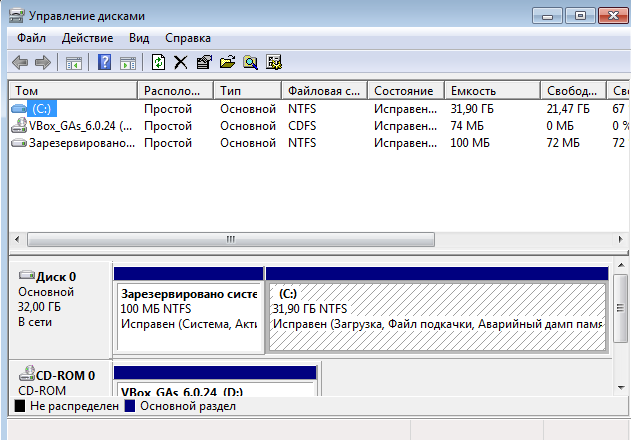 Управление дисками
Файл Действие Вид Справка
Том Располо... Тип Файловая с... Состояние Емкость Свобод... Сво
(C:) Простой Основной NTFS Исправен... 31,90 ГБ 21,47 ГБ 67
VBox_GAs_6.0.24 (... Простой Основной CDFS Исправен... 74 МБ 0 МБ 0 %
Зарезервировано... Простой Основной NTFS Исправен... 100 МБ 72 МБ 72
Диск 0
Основной
32,00 ГБ
В сети
Зарезервировано систе
100 МБ NTFS
Исправен (Система, Акти
(C:)
31,90 ГБ NTFS
Исправен (Загрузка, Файл подкачки, Аварийный дамп памя
CD-ROM 0
CD-ROM
VBox_GAs_6.0.24 (D:)
Не распределен Основной раздел